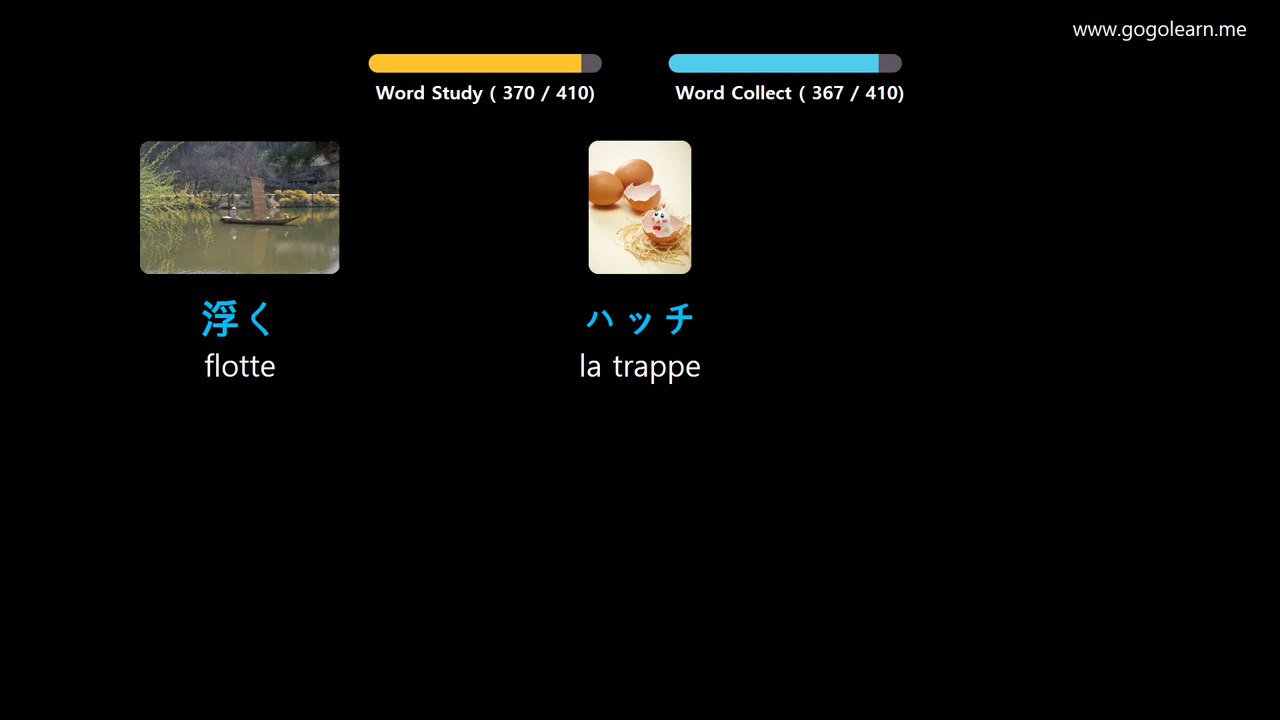 www.gogolearn.me
Word Study ( 370 / 410)
Word Collect ( 367 / 410)
浮く
flotte
ハッチ
la trappe